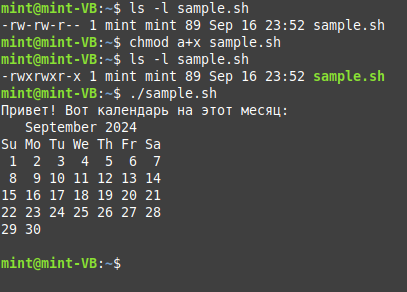 mint@mint-VB:~$ ls -l sample.sh
-rw-rw-r-- 1 mint mint 89 Sep 16 23:52 sample.sh
mint@mint-VB:~$ chmod a+x sample.sh
mint@mint-VB:~$ ls -l sample.sh
-rwxrwxr-x 1 mint mint 89 Sep 16 23:52 sample.sh
mint@mint-VB:~$ ./sample.sh
Привет! Вот календарь на этот месяц:
   September 2024
Su Mo Tu We Th Fr Sa
 1  2  3  4  5  6  7
 8  9 10 11 12 13 14
15 16 17 18 19 20 21
22 23 24 25 26 27 28
29 30
mint@mint-VB:~$